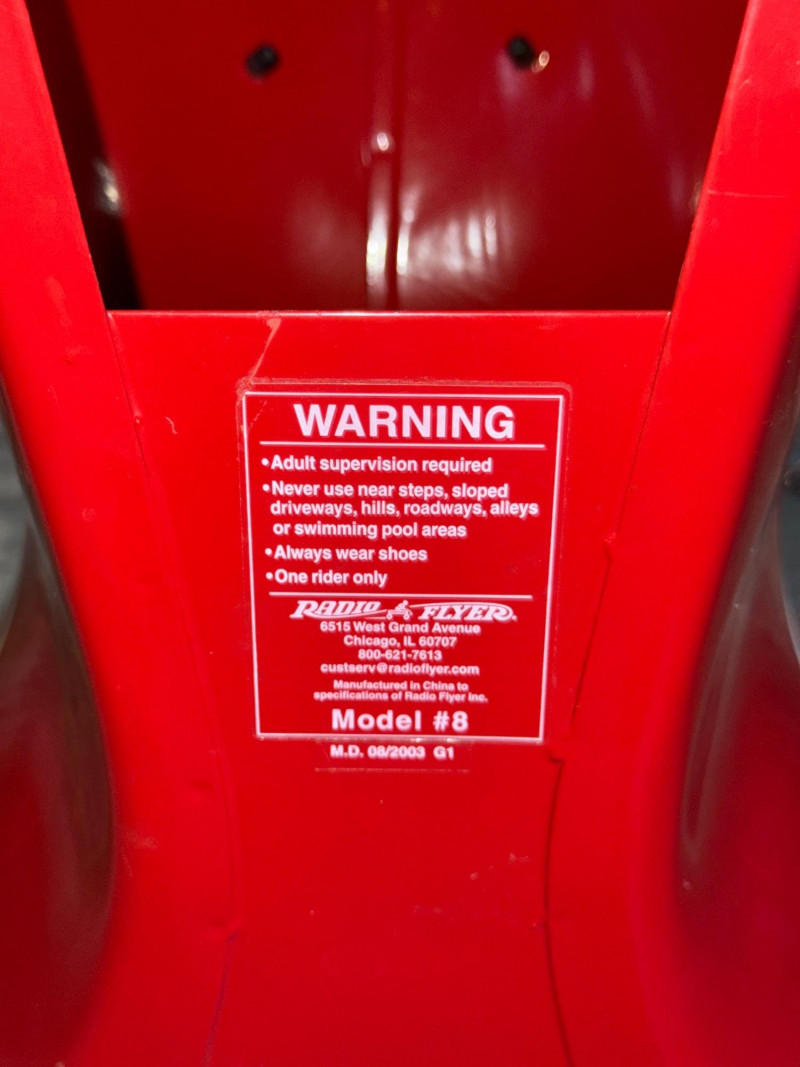 WARNING
•Adult supervision required
•Never use near steps, sloped
driveways, hills, roadways, alleys
or swimming pool areas
•Always wear shoes
•One rider only
RADIO FLYER®
6515 West Grand Avenue
Chicago, IL 60707
800-621-7613
custserv@radioflyer.com
Manufactured in China to
specifications of Radio Flyer Inc.
Model #8
M.D. 08/2003 G1